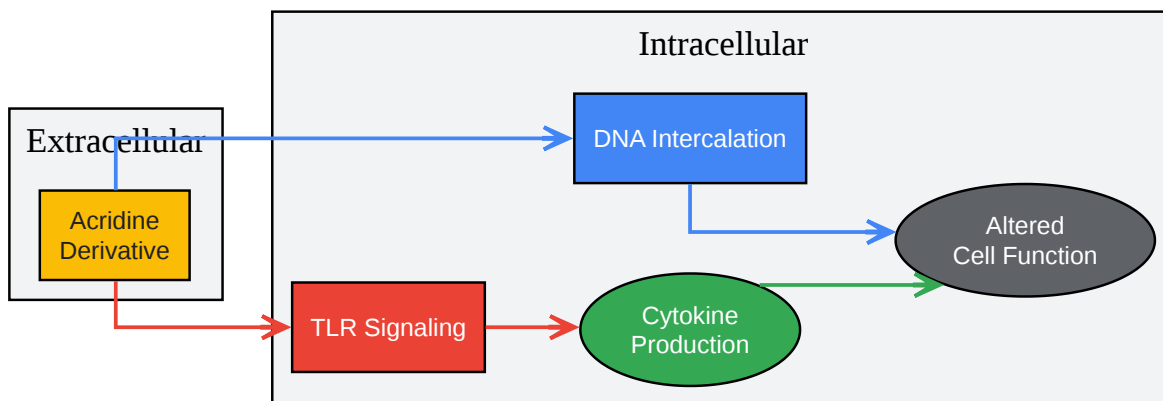 Intracellular
Extracellular
DNA Intercalation
Acridine
Derivative
Altered
Cell Function
TLR Signaling
Cytokine
Production